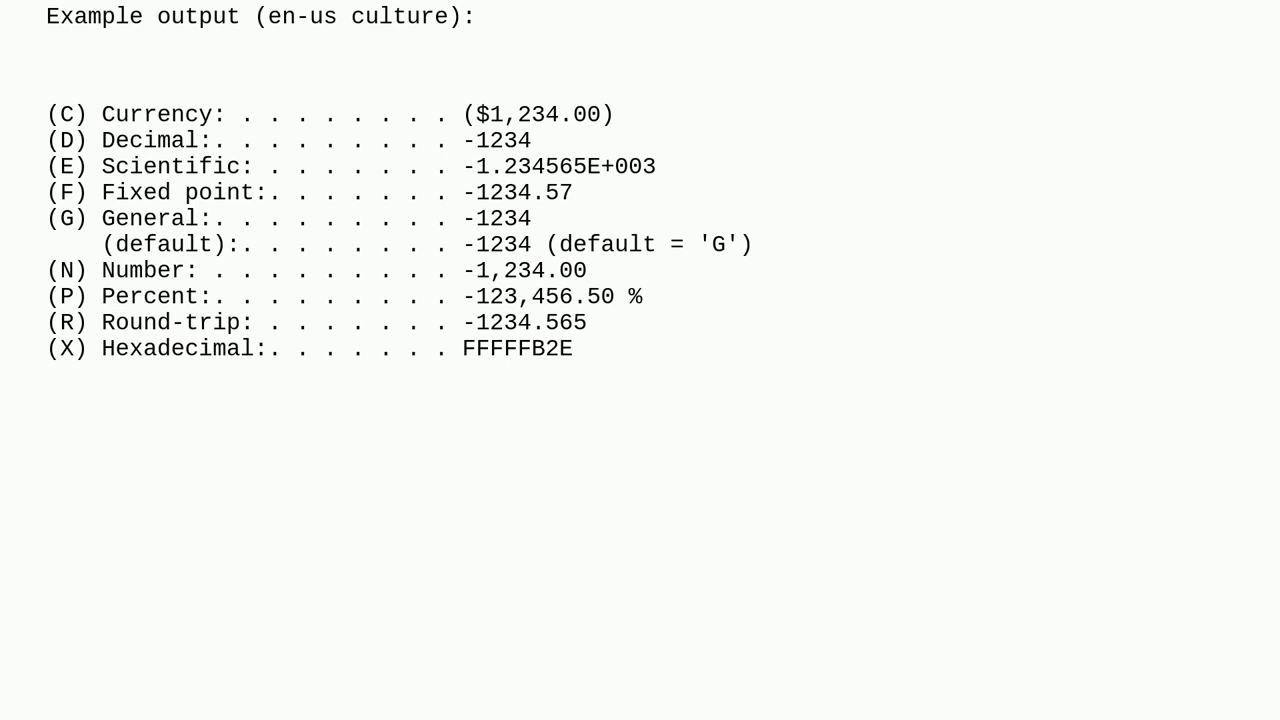 Example output (en-us culture):
(C) Currency: . . . . . . . . ($1,234.00)
(D) Decimal:. . . . . . . . . -1234
(E) Scientific: . . . . . . . -1.234565E+003
(F) Fixed point:. . . . . . . -1234.57
(G) General:. . . . . . . . . -1234
    (default):. . . . . . . . -1234 (default = 'G')
(N) Number: . . . . . . . . . -1,234.00
(P) Percent:. . . . . . . . . -123,456.50 %
(R) Round-trip: . . . . . . . -1234.565
(X) Hexadecimal:. . . . . . . FFFFFB2E